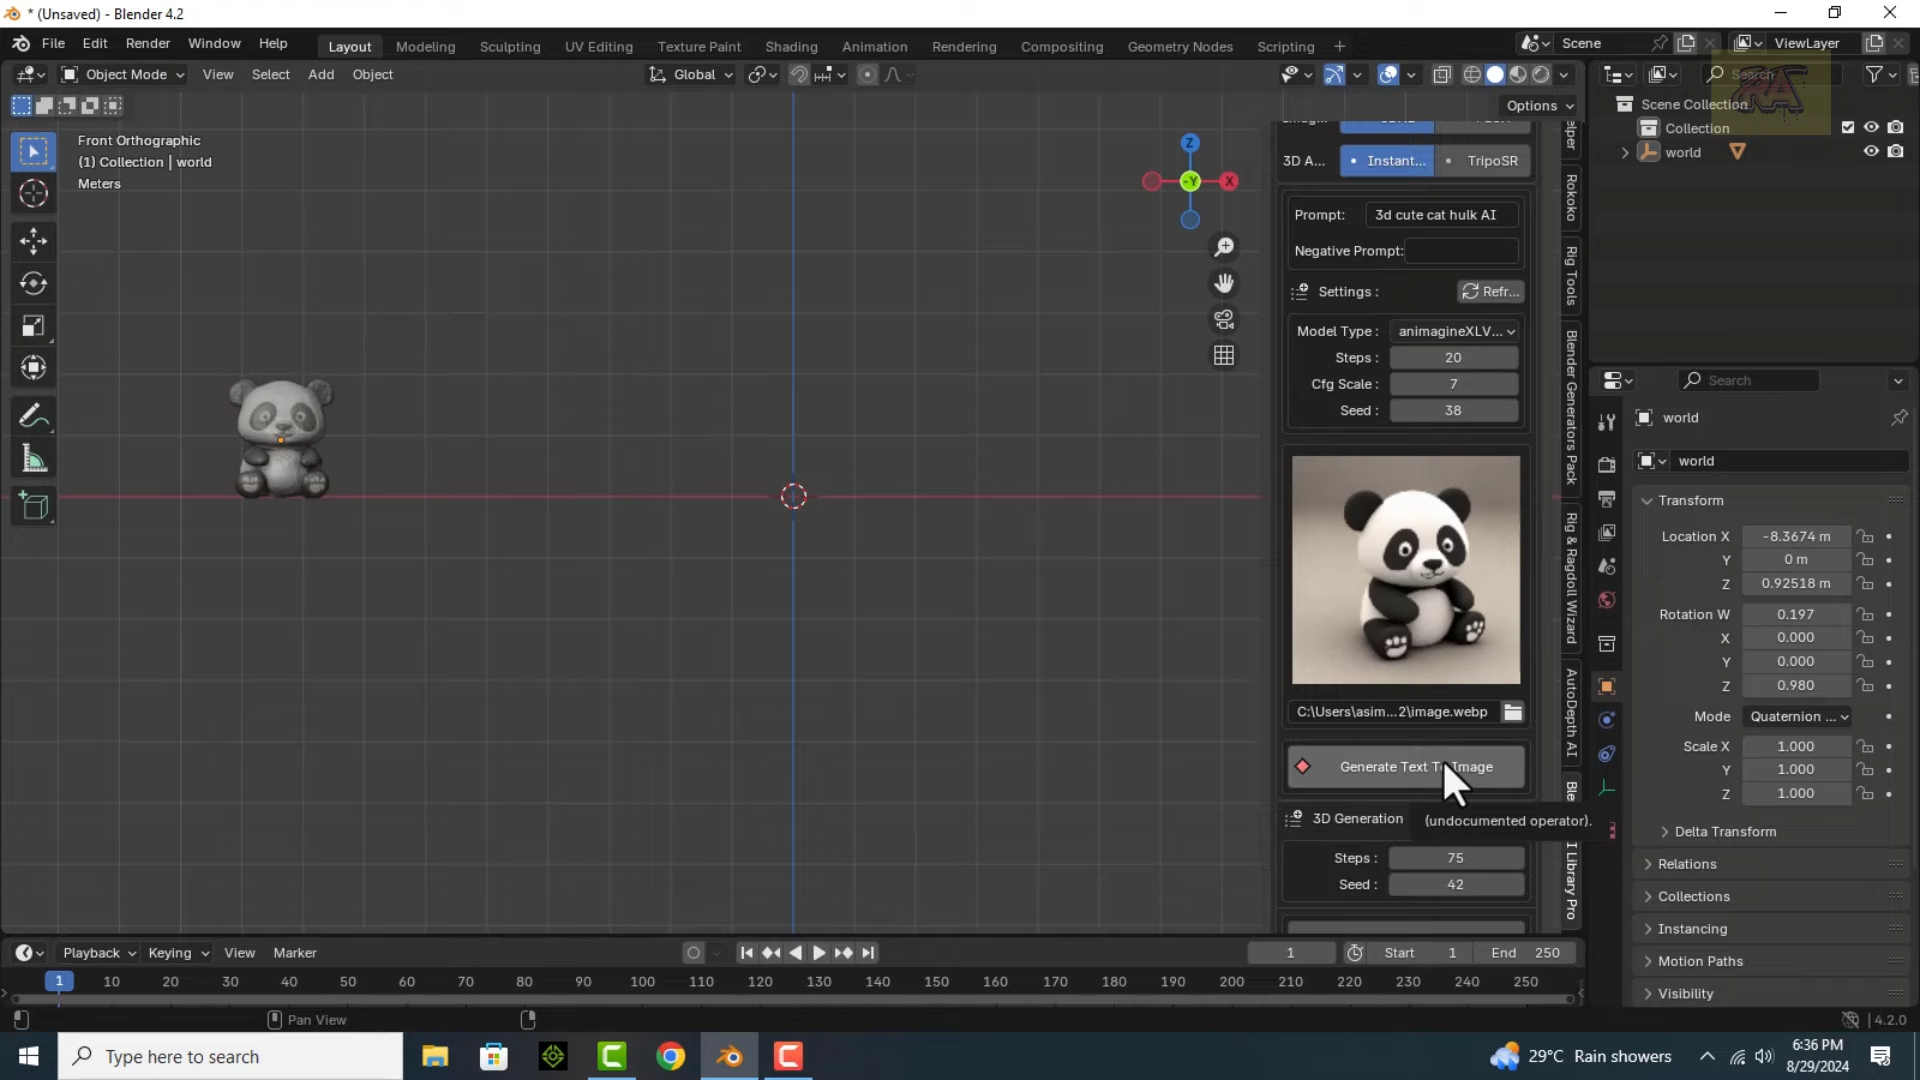 * (Unsaved) - Blender 4.2
File Edit Render Window Help
Layout Modeling Sculpting UV Editing Texture Paint Shading Animation Rendering Compositing Geometry Nodes Scripting +
Scene
ViewLayer
Object Mode View Select Add Object
Global
Search
Options
Scene Collection
Collection
world
Front Orthographic
(1) Collection | world
Meters
Z
-Y
X
3D A... Instant... TripoSR
Prompt: 3d cute cat hulk AI
Negative Prompt:
Settings : Refr...
Model Type : animagineXLV...
Steps : 20
Cfg Scale : 7
Seed : 38
C:\Users\asim...2\image.webp
Generate Text To Image
3D Generation
(undocumented operator).
Steps : 75
Seed : 42
Rokoko
Rig Tools
Blender Generators Pack
Rig & Ragdoll Wizard
AutoDepth AI
I Library Pro
Search
world
world
Transform
Location X -8.3674 m
Y 0 m
Z 0.92518 m
Rotation W 0.197
X 0.000
Y 0.000
Z 0.980
Mode Quaternion ...
Scale X 1.000
Y 1.000
Z 1.000
Delta Transform
Relations
Collections
Instancing
Motion Paths
Visibility
Playback Keying View Marker
1 Start 1 End 250
1 10 20 30 40 50 60 70 80 90 100 110 120 130 140 150 160 170 180 190 200 210 220 230 240 250
Pan View
4.2.0
Type here to search
29°C Rain showers
6:36 PM
8/29/2024